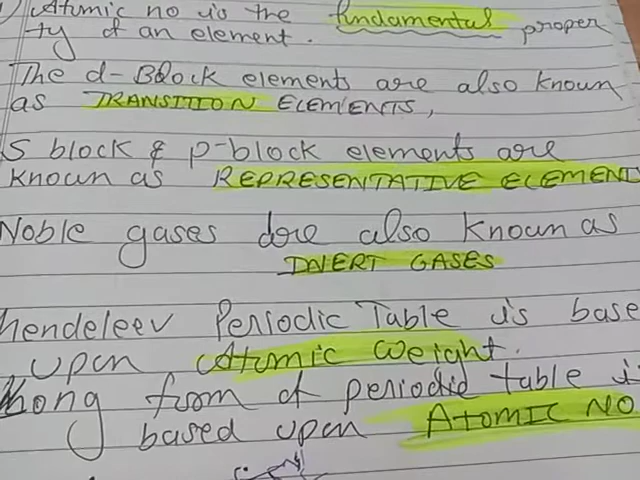 Atomic no is the fundamental proper
ty of an element.
The d-Block elements are also known
as TRANSITION ELEMENTS,
S block & p-block elements are
known as REPRESENTATIVE ELEMENT
Noble gases are also known as
INERT GASES
mendeleev Periodic Table is base
upon Atomic weight.
Long from of periodic table is
based upon ATOMIC NO